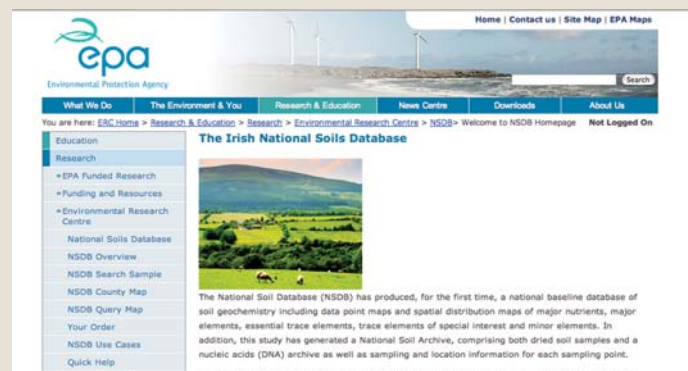 Home | Contact us | Site Map | EPA Maps
epa
Environmental Protection Agency
Search
What We Do
The Environment & You
Research & Education
News Centre
Downloads
About Us
You are here: ERC Home > Research & Education > Research > Environmental Research Centre > NSDB> Welcome to NSDB Homepage
Not Logged On
Education
Research
»EPA Funded Research
»Funding and Resources
»Environmental Research
Centre
National Soils Database
NSDB Overview
NSDB Search Sample
NSDB County Map
NSDB Query Map
Your Order
NSDB Use Cases
Quick Help
The Irish National Soils Database
The National Soil Database (NSDB) has produced, for the first time, a national baseline database of
soil geochemistry including data point maps and spatial distribution maps of major nutrients, major
elements, essential trace elements, trace elements of special interest and minor elements. In
addition, this study has generated a National Soil Archive, comprising both dried soil samples and a
nucleic acids (DNA) archive as well as sampling and location information for each sampling point.